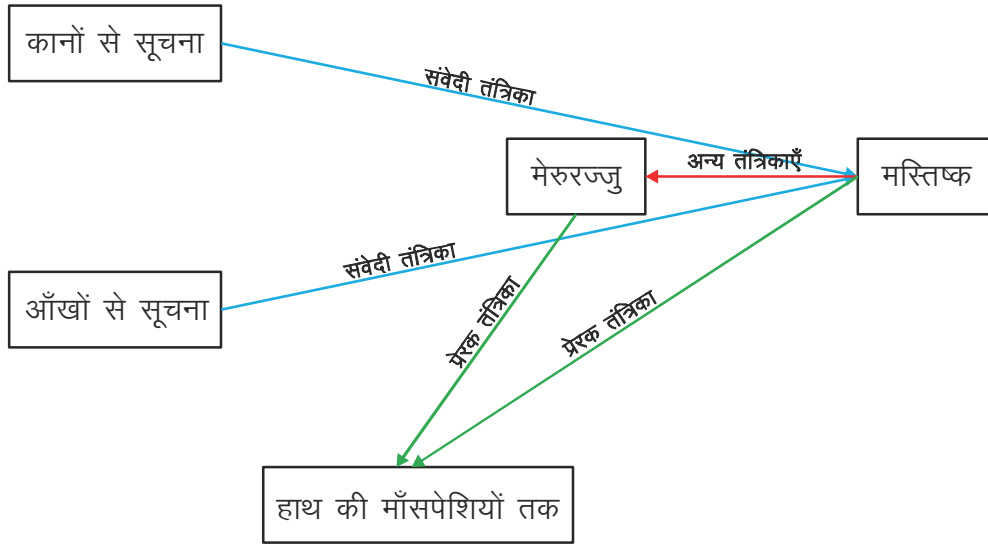 कानों से सूचना
संवेदी तंत्रिका
मेरुरज्जु
अन्य तंत्रिकाएँ
मस्तिष्क
संवेदी तंत्रिका
आँखों से सूचना
प्रेरक तंत्रिका
प्रेरक तंत्रिका
हाथ की माँसपेशियों तक